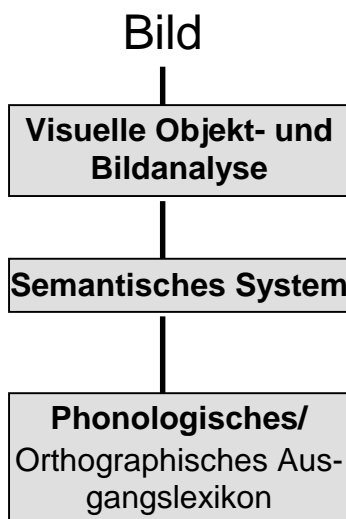 Bild
Visuelle Objekt- und
Bildanalyse
Semantisches System
Phonologisches/
Orthographisches Aus-
gangslexikon